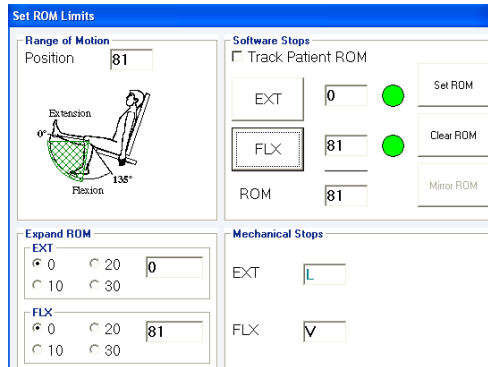 Set ROM Limits
Range of Motion
Position 81
Extension
0°
135°
Flexion
Software Stops
Track Patient ROM
EXT 0 Set ROM
FLX 81 Clear ROM
ROM 81 Mirror ROM
Expand ROM
EXT
0 20 0
10 30
FLX
0 20 81
10 30
Mechanical Stops
EXT L
FLX V